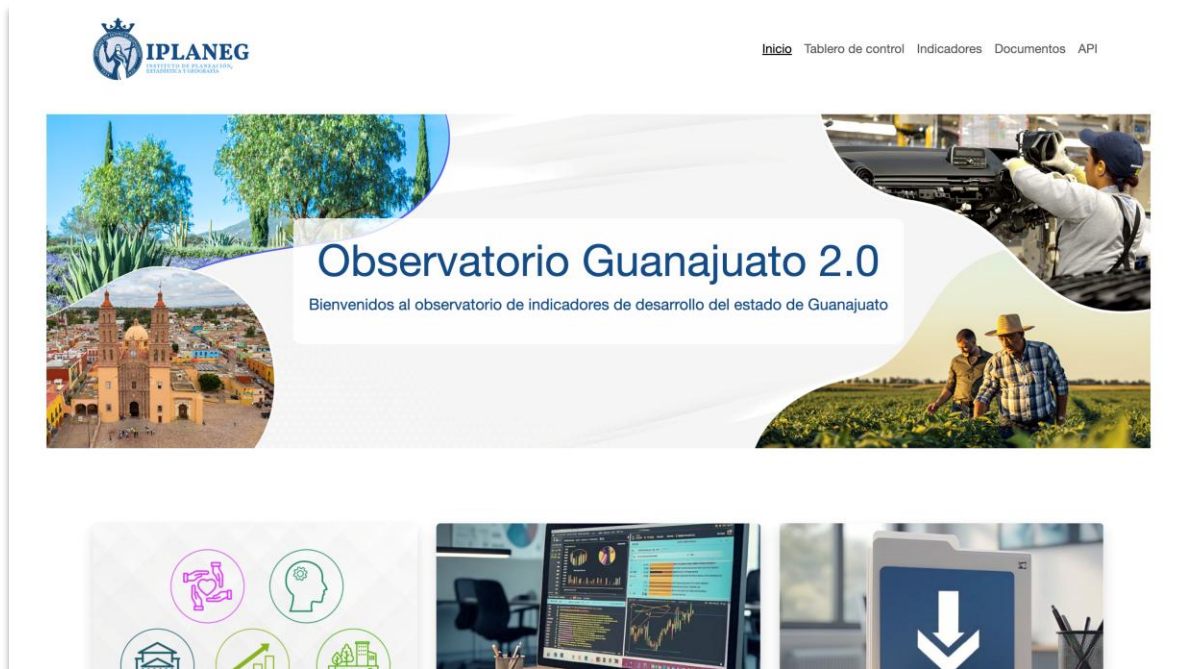 IPLANEG
INSTITUTO DE PLANEACIÓN,
ESTADÍSTICA Y GEOGRAFÍA
Inicio Tablero de control Indicadores Documentos API
Observatorio Guanajuato 2.0
Bienvenidos al observatorio de indicadores de desarrollo del estado de Guanajuato